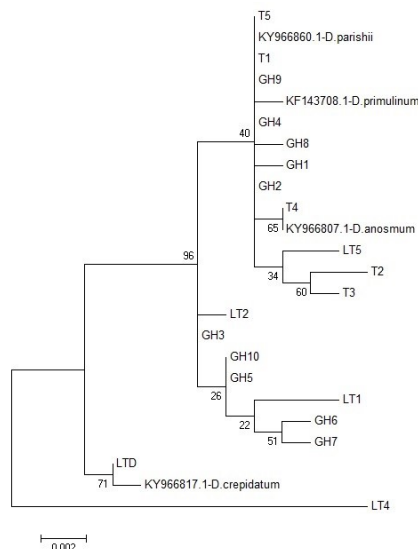 T5
KY966860.1-D.parishii
T1
GH9
KF143708.1-D.primulinum
GH4
40
GH8
GH1
GH2
T4
65
KY966807.1-D.anosmum
LT5
34
T2
60
T3
96
LT2
GH3
GH10
GH5
26
LT1
22
GH6
51
GH7
LTD
71
KY966817.1-D.crepidatum
LT4
0.002